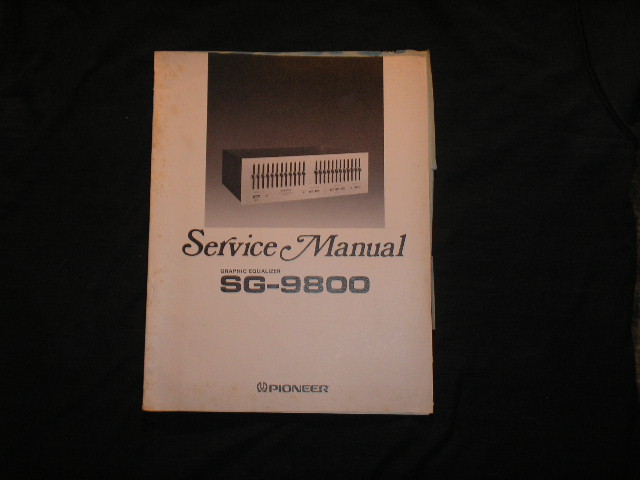 Service Manual
GRAPHIC EQUALIZER
SG-9800
PIONEER